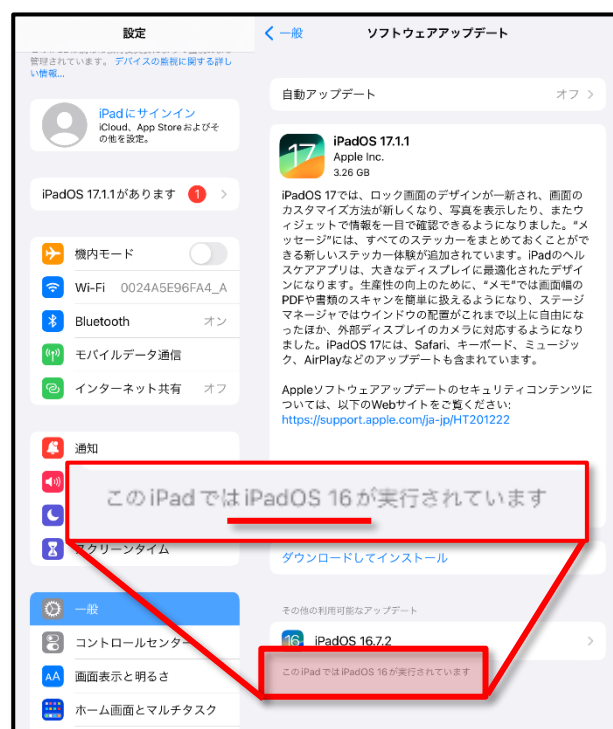 設定
管理されています。デバイスの監視に関する詳し
い情報...
iPadにサインイン
iCloud、App Storeおよびそ
の他を設定。
iPadOS 17.1.1があります 1
機内モード
Wi-Fi 0024A5E96FA4_A
Bluetooth オン
モバイルデータ通信
インターネット共有 オフ
通知
スクリーンタイム
一般
コントロールセンター
AA 画面表示と明るさ
ホーム画面とマルチタスク
一般 ソフトウェアアップデート
自動アップデート オフ
17 iPadOS 17.1.1
Apple Inc.
3.26 GB
iPadOS 17では、ロック画面のデザインが一新され、画面の
カスタマイズ方法が新しくなり、写真を表示したり、またウ
ィジェットで情報を一目で確認できるようになりました。“メ
ッセージ”には、すべてのステッカーをまとめておくことがで
きる新しいステッカー体験が追加されています。iPadのヘル
スケアアプリは、大きなディスプレイに最適化されたデザイ
ンになります。生産性の向上のために、“メモ”では画面幅の
PDFや書類のスキャンを簡単に扱えるようになり、ステージ
マネージャではウインドウの配置がこれまで以上に自由にな
ったほか、外部ディスプレイのカメラに対応するようになり
ました。iPadOS 17には、Safari、キーボード、ミュージッ
ク、AirPlayなどのアップデートも含まれています。
Appleソフトウェアアップデートのセキュリティコンテンツに
ついては、以下のWebサイトをご覧ください:
https://support.apple.com/ja-jp/HT201222
このiPadではiPadOS 16が実行されています
ダウンロードしてインストール
その他の利用可能なアップデート
16 iPadOS 16.7.2
このiPadではiPadOS 16が実行されています